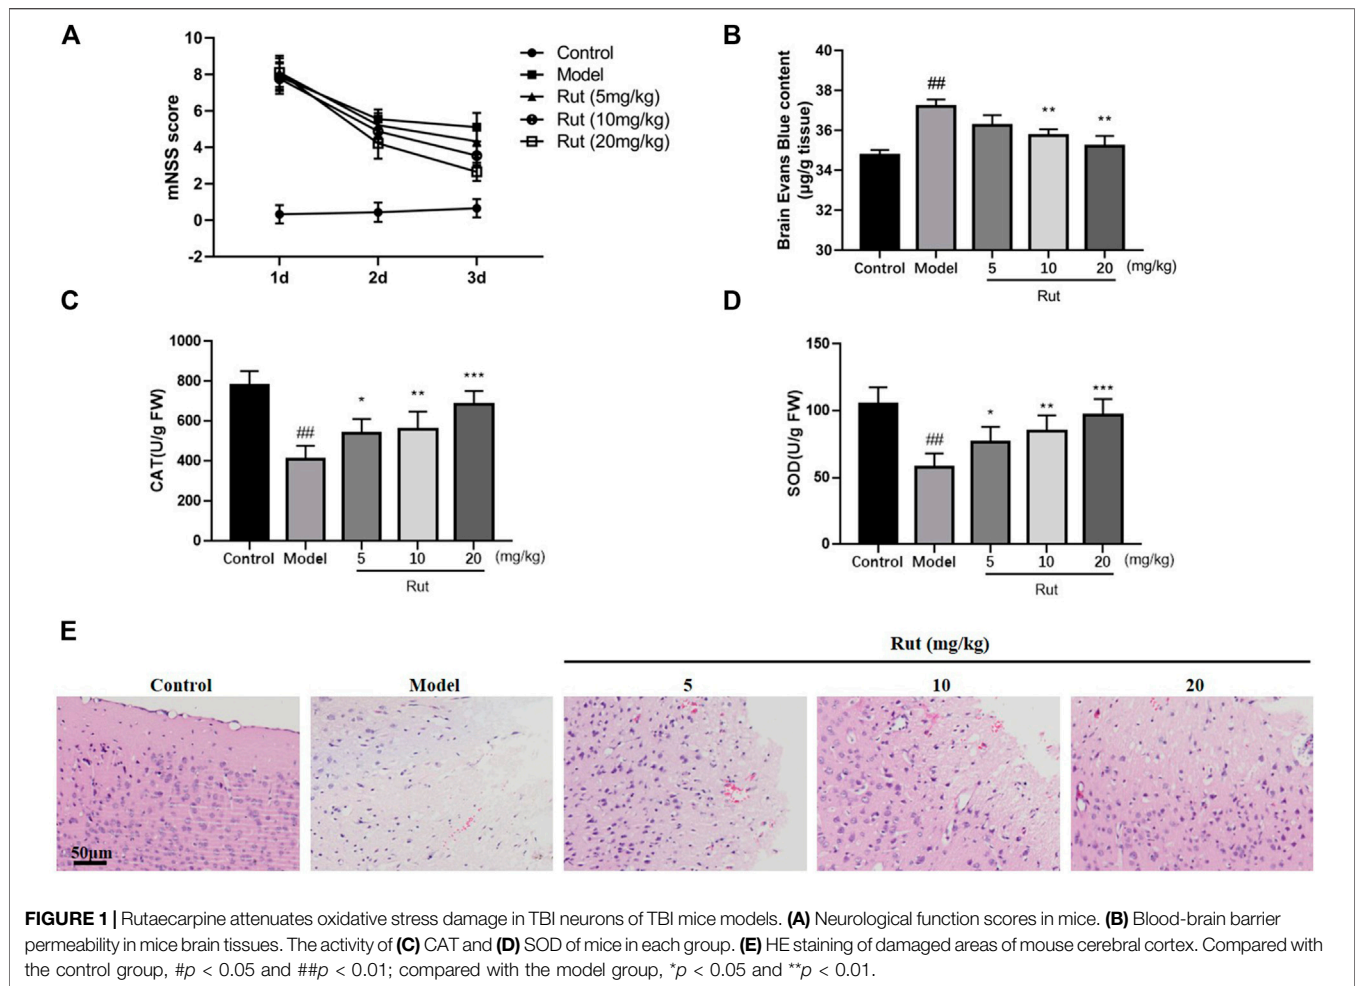 A
10
8
6
4
2
0
-2
mNSS score
1d 2d 3d
Control
Model
Rut (5mg/kg)
Rut (10mg/kg)
Rut (20mg/kg)
B
40
38
36
34
32
30
Brain Evans Blue content
(µg/g tissue)
##
**
**
Control Model 5 10 20 (mg/kg)
Rut
C
1000
800
600
400
200
0
CAT(U/g FW)
##
*
**
***
Control Model 5 10 20 (mg/kg)
Rut
D
150
100
50
0
SOD(U/g FW)
##
*
**
***
Control Model 5 10 20 (mg/kg)
Rut
E
Rut (mg/kg)
Control Model 5 10 20
50µm
FIGURE 1 | Rutaecarpine attenuates oxidative stress damage in TBI neurons of TBI mice models. (A) Neurological function scores in mice. (B) Blood-brain barrier
permeability in mice brain tissues. The activity of (C) CAT and (D) SOD of mice in each group. (E) HE staining of damaged areas of mouse cerebral cortex. Compared with
the control group, #p < 0.05 and ##p < 0.01; compared with the model group, *p < 0.05 and **p < 0.01.